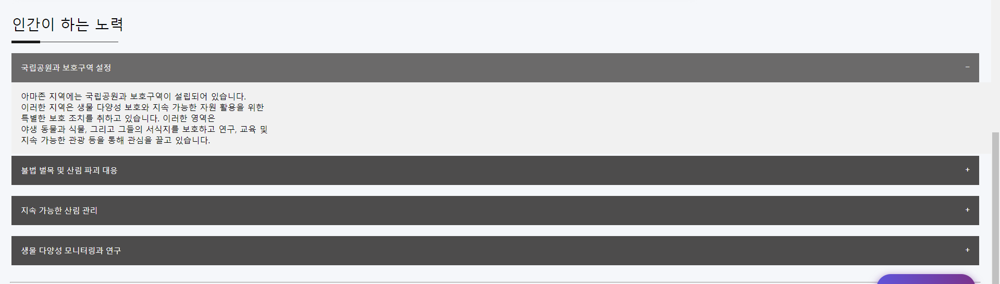 인간이 하는 노력
국립공원과 보호구역 설정 −
아마존 지역에는 국립공원과 보호구역이 설립되어 있습니다.
이러한 지역은 생물 다양성 보호와 지속 가능한 자원 활용을 위한
특별한 보호 조치를 취하고 있습니다. 이러한 영역은
야생 동물과 식물, 그리고 그들의 서식지를 보호하고 연구, 교육 및
지속 가능한 관광 등을 통해 관심을 끌고 있습니다.
불법 벌목 및 산림 파괴 대응 +
지속 가능한 산림 관리 +
생물 다양성 모니터링과 연구 +